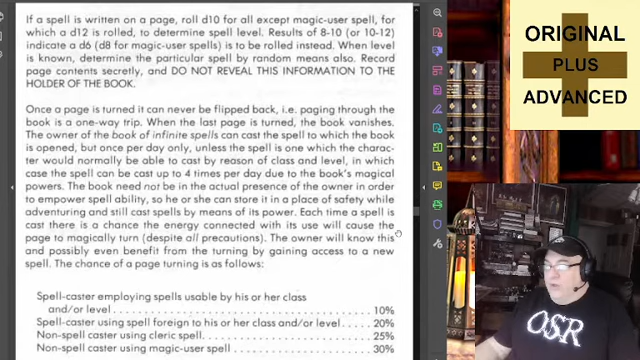 If a spell is written on a page, roll d10 for all except magic-user spell, for
which a d12 is rolled, to determine spell level. Results of 8-10 (or 10-12)
indicate a d6 (d8 for magic-user spells) is to be rolled instead. When level
is known, determine the particular spell by random means also. Record
page contents secretly, and DO NOT REVEAL THIS INFORMATION TO THE
HOLDER OF THE BOOK.
Once a page is turned it can never be flipped back, i.e. paging through the
book is a one-way trip. When the last page is turned, the book vanishes.
The owner of the book of infinite spells can cast the spell to which the book
is opened, but once per day only, unless the spell is one which the charac-
ter would normally be able to cast by reason of class and level, in which
case the spell can be cast up to 4 times per day due to the book's magical
powers. The book need not be in the actual presence of the owner in order
to empower spell ability, so he or she can store it in a place of safety while
adventuring and still cast spells by means of its power. Each time a spell is
cast there is a chance the energy connected with its use will cause the
page to magically turn (despite all precautions). The owner will know this
and possibly even benefit from the turning by gaining access to a new
spell. The chance of a page turning is as follows:
Spell-caster employing spells usable by his or her class
and/or level . . . . . . . . . . . . . . . . . . . . . . . . . . . . . . . . . . . . . . . . . . . . . 10%
Spell-caster using spell foreign to his or her class and/or level . . . . . 20%
Non-spell caster using cleric spell . . . . . . . . . . . . . . . . . . . . . . . . . . . . . 25%
Non-spell caster using magic-user spell . . . . . . . . . . . . . . . . . . . . . . . . 30%
ORIGINAL
PLUS
ADVANCED
OSR